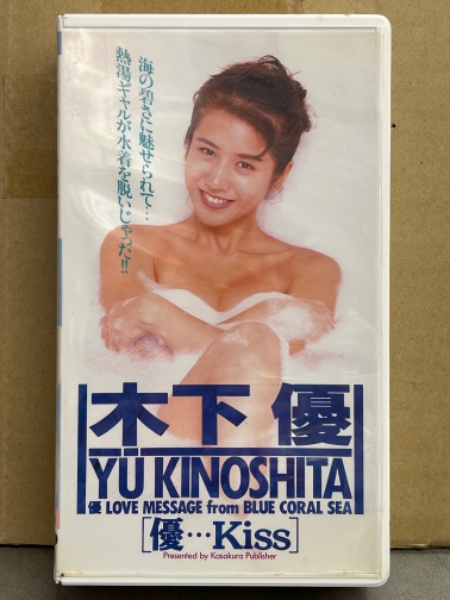 海の碧さに魅せられて…
熱湯ギャルが水着を脱いじゃった!!
木下 優
YŪ KINOSHITA
優 LOVE MESSAGE from BLUE CORAL SEA
[優…Kiss]
Presented by Kasakura Publisher